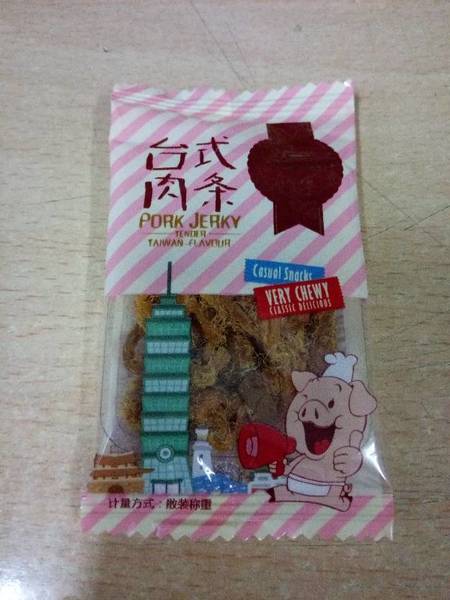 台式
肉条
PORK JERKY
TENDER
TAIWAN FLAVOUR
Casual Snacks
VERY CHEWY
CLASSIC DELICIOUS
计量方式：散装称重